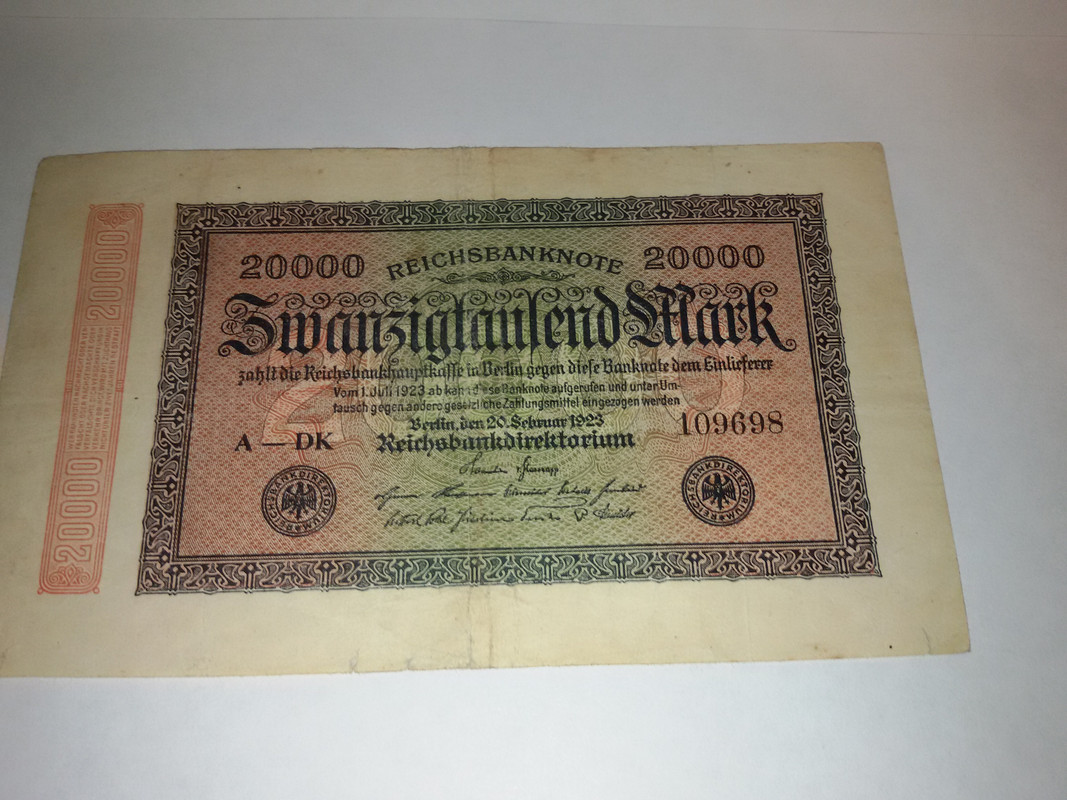 20000 REICHSBANKNOTE 20000
Zwanzigtausend Mark
zahlt die Reichsbankhauptkasse in Berlin gegen diese Banknote dem Einlieferer
Vom 1. Juli 1923 ab kann diese Banknote aufgerufen und unter Um-
tausch gegen andere gesetzliche Zahlungsmittel eingezogen werden
Berlin, den 20. Februar 1923
A — DK Reichsbankdirektorium 109698
REICHSBANKDIREKTORIUM
REICHSBANKDIREKTORIUM
20000
20000